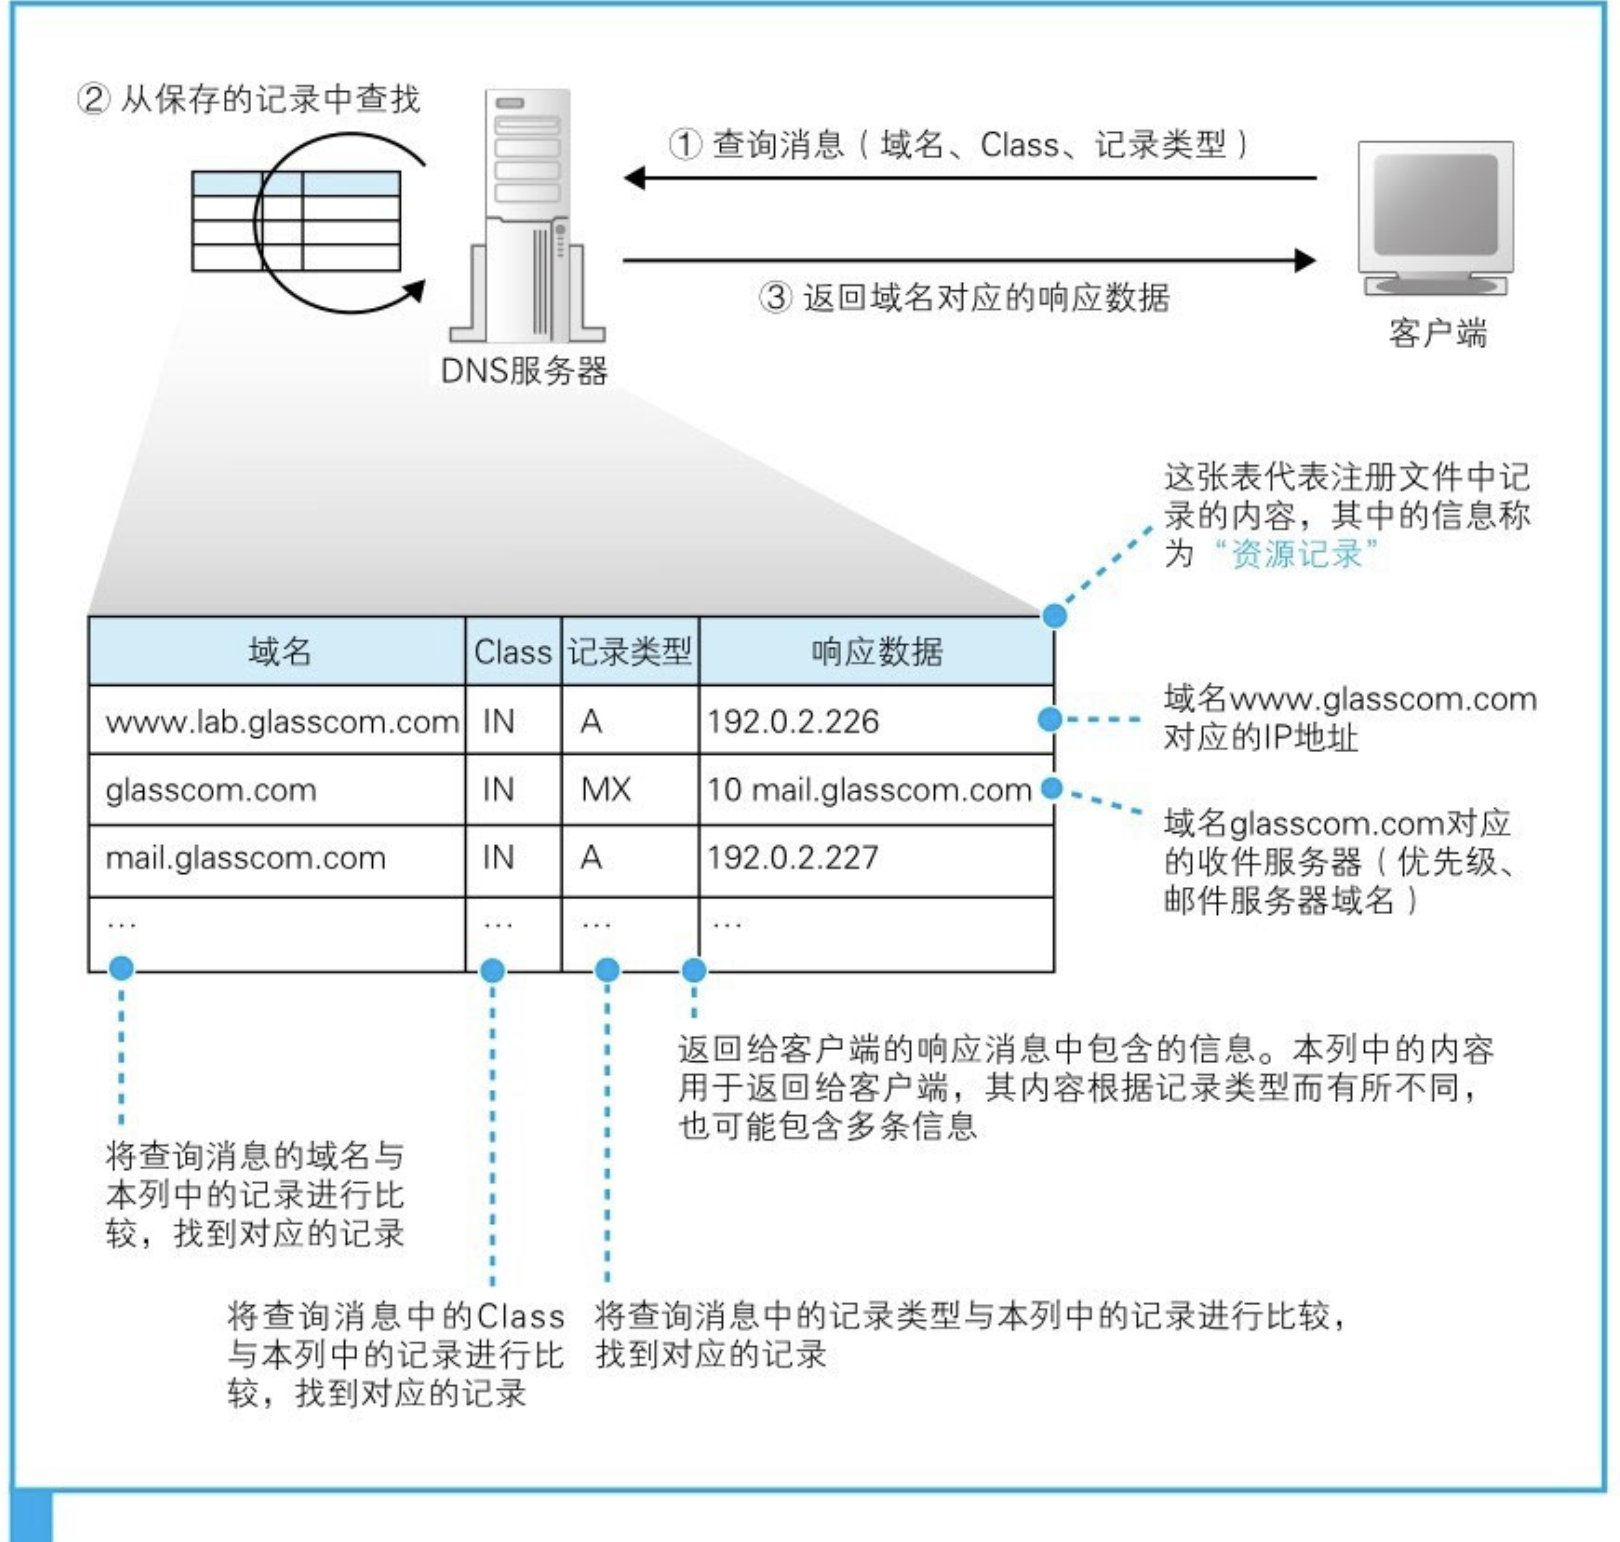 ② 从保存的记录中查找
① 查询消息（域名、Class、记录类型）
③ 返回域名对应的响应数据
DNS服务器
客户端
这张表代表注册文件中记
录的内容，其中的信息称
为“资源记录”
域名 Class 记录类型 响应数据
www.lab.glasscom.com IN A 192.0.2.226
glasscom.com IN MX 10 mail.glasscom.com
mail.glasscom.com IN A 192.0.2.227
… … … …
域名www.glasscom.com
对应的IP地址
域名glasscom.com对应
的收件服务器（优先级、
邮件服务器域名）
返回给客户端的响应消息中包含的信息。本列中的内容
用于返回给客户端，其内容根据记录类型而有所不同，
也可能包含多条信息
将查询消息的域名与
本列中的记录进行比
较，找到对应的记录
将查询消息中的Class
与本列中的记录进行比
较，找到对应的记录
将查询消息中的记录类型与本列中的记录进行比较，
找到对应的记录